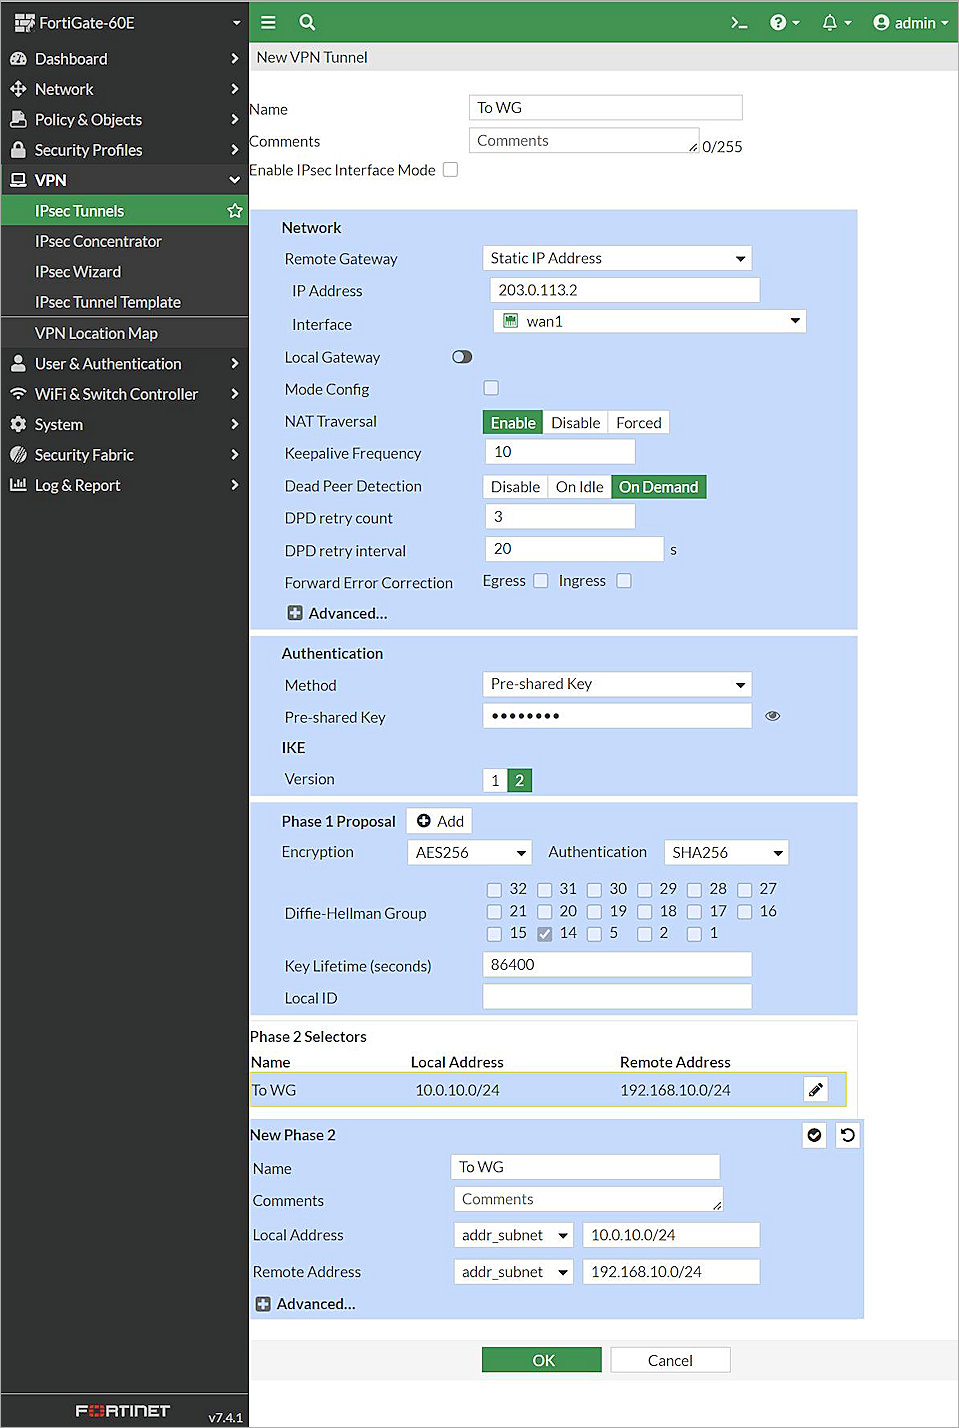 FortiGate-60E
admin
Dashboard
Network
Policy & Objects
Security Profiles
VPN
IPsec Tunnels
IPsec Concentrator
IPsec Wizard
IPsec Tunnel Template
VPN Location Map
User & Authentication
WiFi & Switch Controller
System
Security Fabric
Log & Report
FORTINET
v7.4.1
New VPN Tunnel
Name To WG
Comments Comments 0/255
Enable IPsec Interface Mode
Network
Remote Gateway Static IP Address
IP Address 203.0.113.2
Interface wan1
Local Gateway
Mode Config
NAT Traversal Enable Disable Forced
Keepalive Frequency 10
Dead Peer Detection Disable On Idle On Demand
DPD retry count 3
DPD retry interval 20 s
Forward Error Correction Egress Ingress
Advanced...
Authentication
Method Pre-shared Key
Pre-shared Key ••••••••
IKE
Version 1 2
Phase 1 Proposal Add
Encryption AES256 Authentication SHA256
32 31 30 29 28 27
Diffie-Hellman Group 21 20 19 18 17 16
15 14 5 2 1
Key Lifetime (seconds) 86400
Local ID
Phase 2 Selectors
Name Local Address Remote Address
To WG 10.0.10.0/24 192.168.10.0/24
New Phase 2
Name To WG
Comments Comments
Local Address addr_subnet 10.0.10.0/24
Remote Address addr_subnet 192.168.10.0/24
Advanced...
OK Cancel